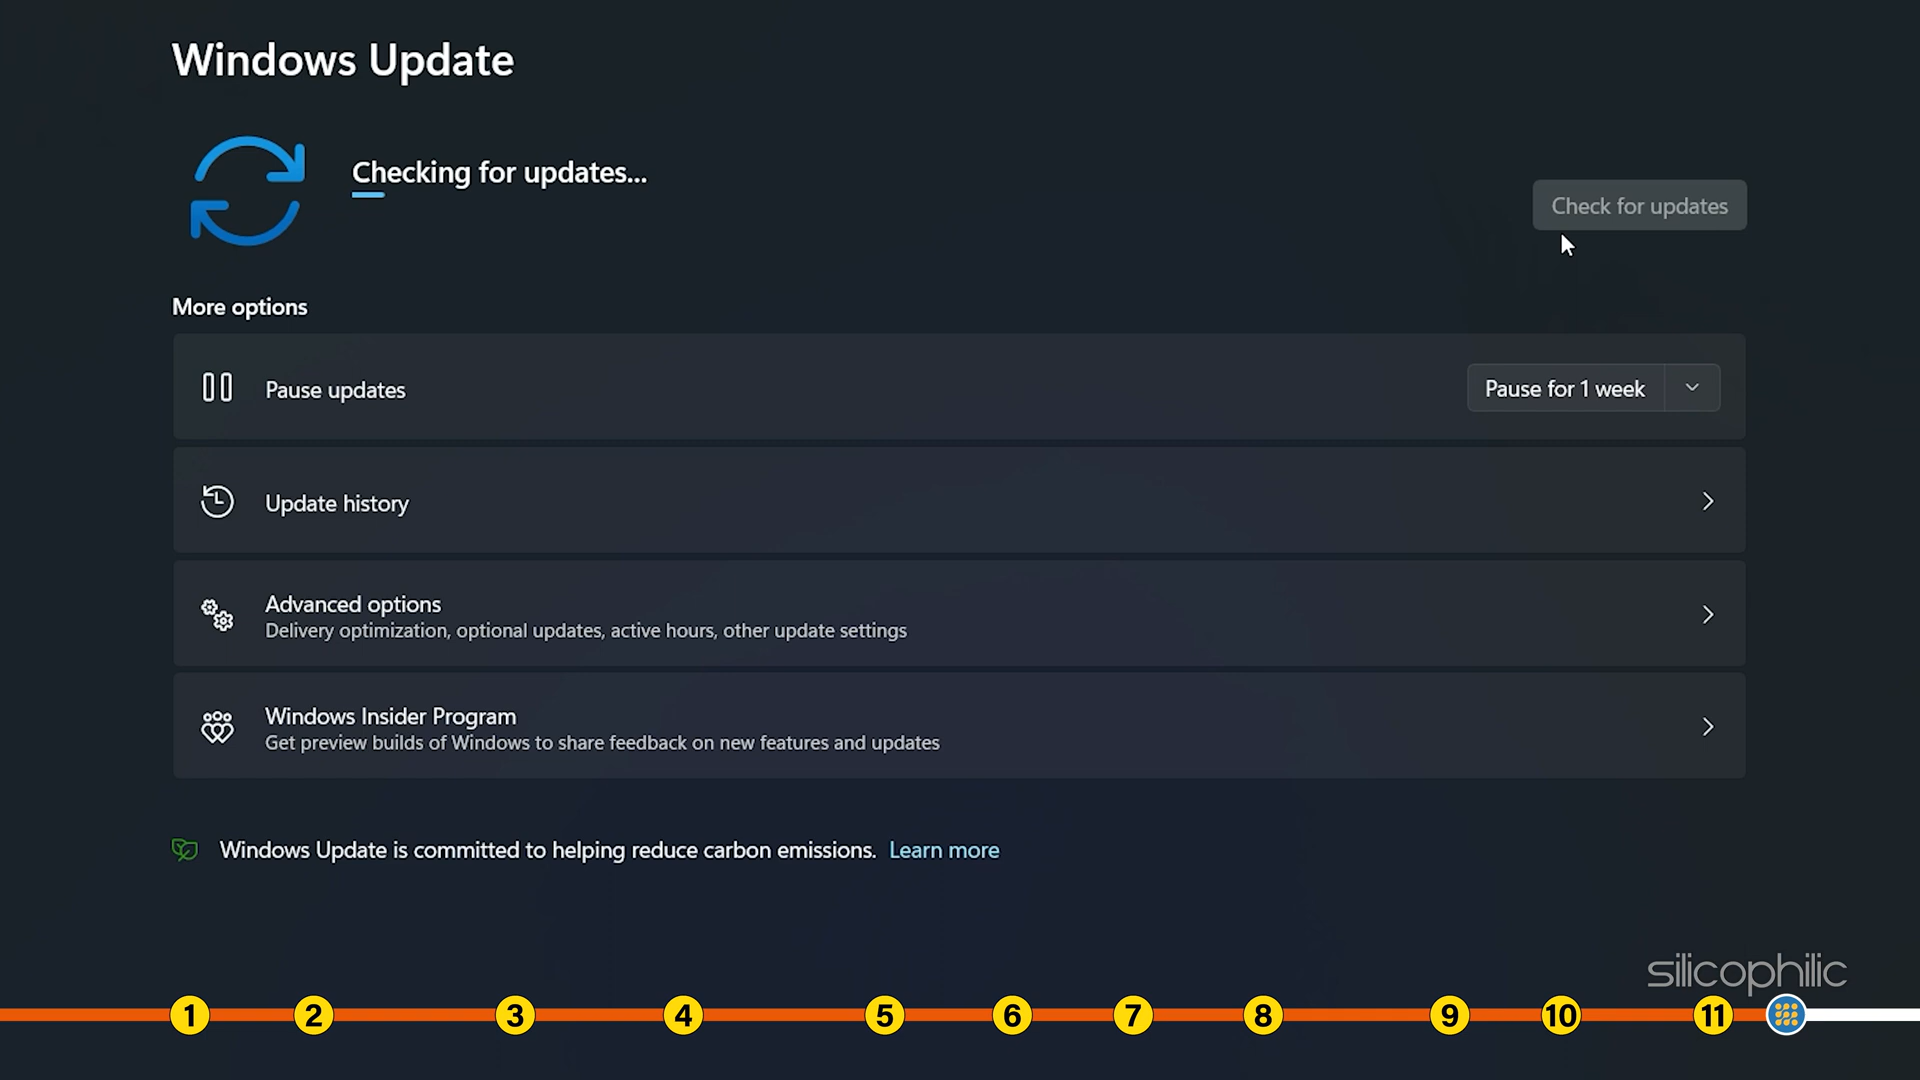 Windows Update
Checking for updates...
Check for updates
More options
Pause updates
Pause for 1 week
Update history
Advanced options
Delivery optimization, optional updates, active hours, other update settings
Windows Insider Program
Get preview builds of Windows to share feedback on new features and updates
Windows Update is committed to helping reduce carbon emissions. Learn more
silicophilic
1 2 3 4 5 6 7 8 9 10 11